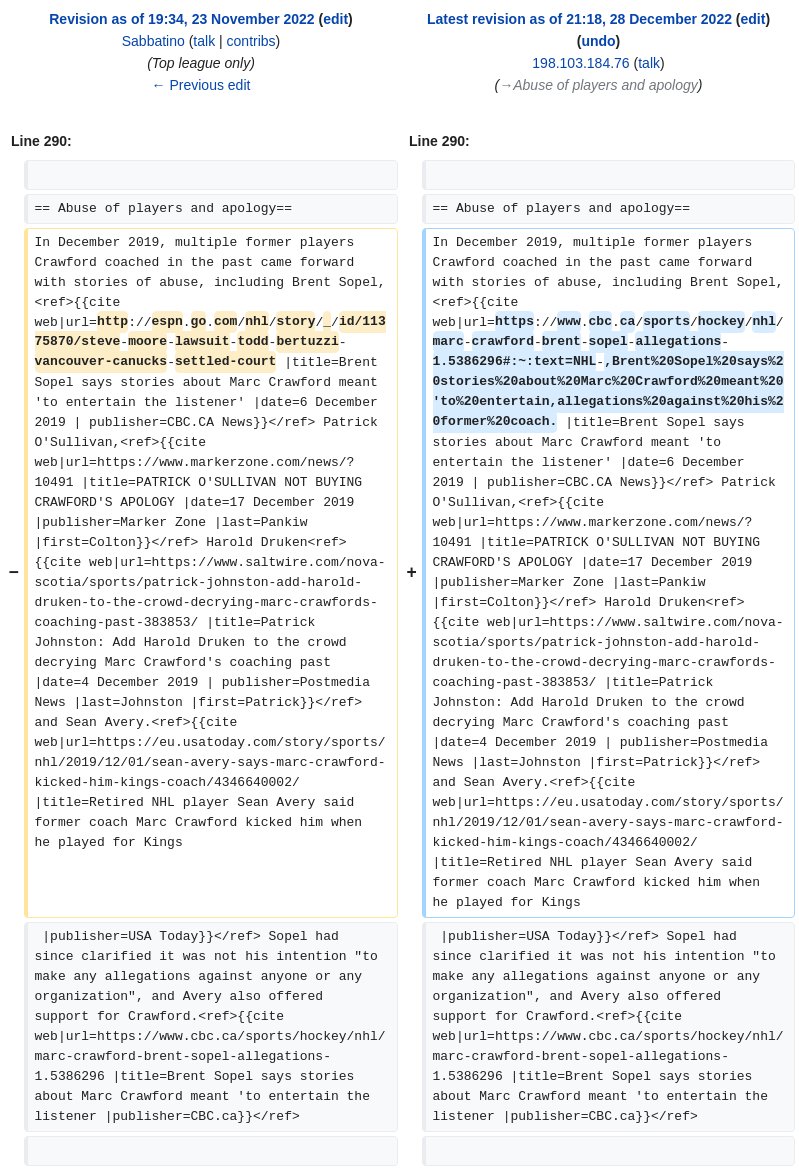 Revision as of 19:34, 23 November 2022 (edit)
Sabbatino (talk | contribs)
(Top league only)
← Previous edit
Latest revision as of 21:18, 28 December 2022 (edit)
(undo)
198.103.184.76 (talk)
(→Abuse of players and apology)
Line 290:
Line 290:
== Abuse of players and apology==
== Abuse of players and apology==
−
In December 2019, multiple former players
Crawford coached in the past came forward
with stories of abuse, including Brent Sopel,
<ref>{{cite
web|url=http://espn.go.com/nhl/story/_/id/113
75870/steve-moore-lawsuit-todd-bertuzzi-
vancouver-canucks-settled-court |title=Brent
Sopel says stories about Marc Crawford meant
'to entertain the listener' |date=6 December
2019 | publisher=CBC.CA News}}</ref> Patrick
O'Sullivan,<ref>{{cite
web|url=https://www.markerzone.com/news/?
10491 |title=PATRICK O'SULLIVAN NOT BUYING
CRAWFORD'S APOLOGY |date=17 December 2019
|publisher=Marker Zone |last=Pankiw
|first=Colton}}</ref> Harold Druken<ref>
{{cite web|url=https://www.saltwire.com/nova-
scotia/sports/patrick-johnston-add-harold-
druken-to-the-crowd-decrying-marc-crawfords-
coaching-past-383853/ |title=Patrick
Johnston: Add Harold Druken to the crowd
decrying Marc Crawford's coaching past
|date=4 December 2019 | publisher=Postmedia
News |last=Johnston |first=Patrick}}</ref>
and Sean Avery.<ref>{{cite
web|url=https://eu.usatoday.com/story/sports/
nhl/2019/12/01/sean-avery-says-marc-crawford-
kicked-him-kings-coach/4346640002/
|title=Retired NHL player Sean Avery said
former coach Marc Crawford kicked him when
he played for Kings
+
In December 2019, multiple former players
Crawford coached in the past came forward
with stories of abuse, including Brent Sopel,
<ref>{{cite
web|url=https://www.cbc.ca/sports/hockey/nhl/
marc-crawford-brent-sopel-allegations-
1.5386296#:~:text=NHL-,Brent%20Sopel%20says%2
0stories%20about%20Marc%20Crawford%20meant%20
'to%20entertain,allegations%20against%20his%2
0former%20coach. |title=Brent Sopel says
stories about Marc Crawford meant 'to
entertain the listener' |date=6 December
2019 | publisher=CBC.CA News}}</ref> Patrick
O'Sullivan,<ref>{{cite
web|url=https://www.markerzone.com/news/?
10491 |title=PATRICK O'SULLIVAN NOT BUYING
CRAWFORD'S APOLOGY |date=17 December 2019
|publisher=Marker Zone |last=Pankiw
|first=Colton}}</ref> Harold Druken<ref>
{{cite web|url=https://www.saltwire.com/nova-
scotia/sports/patrick-johnston-add-harold-
druken-to-the-crowd-decrying-marc-crawfords-
coaching-past-383853/ |title=Patrick
Johnston: Add Harold Druken to the crowd
decrying Marc Crawford's coaching past
|date=4 December 2019 | publisher=Postmedia
News |last=Johnston |first=Patrick}}</ref>
and Sean Avery.<ref>{{cite
web|url=https://eu.usatoday.com/story/sports/
nhl/2019/12/01/sean-avery-says-marc-crawford-
kicked-him-kings-coach/4346640002/
|title=Retired NHL player Sean Avery said
former coach Marc Crawford kicked him when
he played for Kings
|publisher=USA Today}}</ref> Sopel had
since clarified it was not his intention "to
make any allegations against anyone or any
organization", and Avery also offered
support for Crawford.<ref>{{cite
web|url=https://www.cbc.ca/sports/hockey/nhl/
marc-crawford-brent-sopel-allegations-
1.5386296 |title=Brent Sopel says stories
about Marc Crawford meant 'to entertain the
listener |publisher=CBC.ca}}</ref>
|publisher=USA Today}}</ref> Sopel had
since clarified it was not his intention "to
make any allegations against anyone or any
organization", and Avery also offered
support for Crawford.<ref>{{cite
web|url=https://www.cbc.ca/sports/hockey/nhl/
marc-crawford-brent-sopel-allegations-
1.5386296 |title=Brent Sopel says stories
about Marc Crawford meant 'to entertain the
listener |publisher=CBC.ca}}</ref>